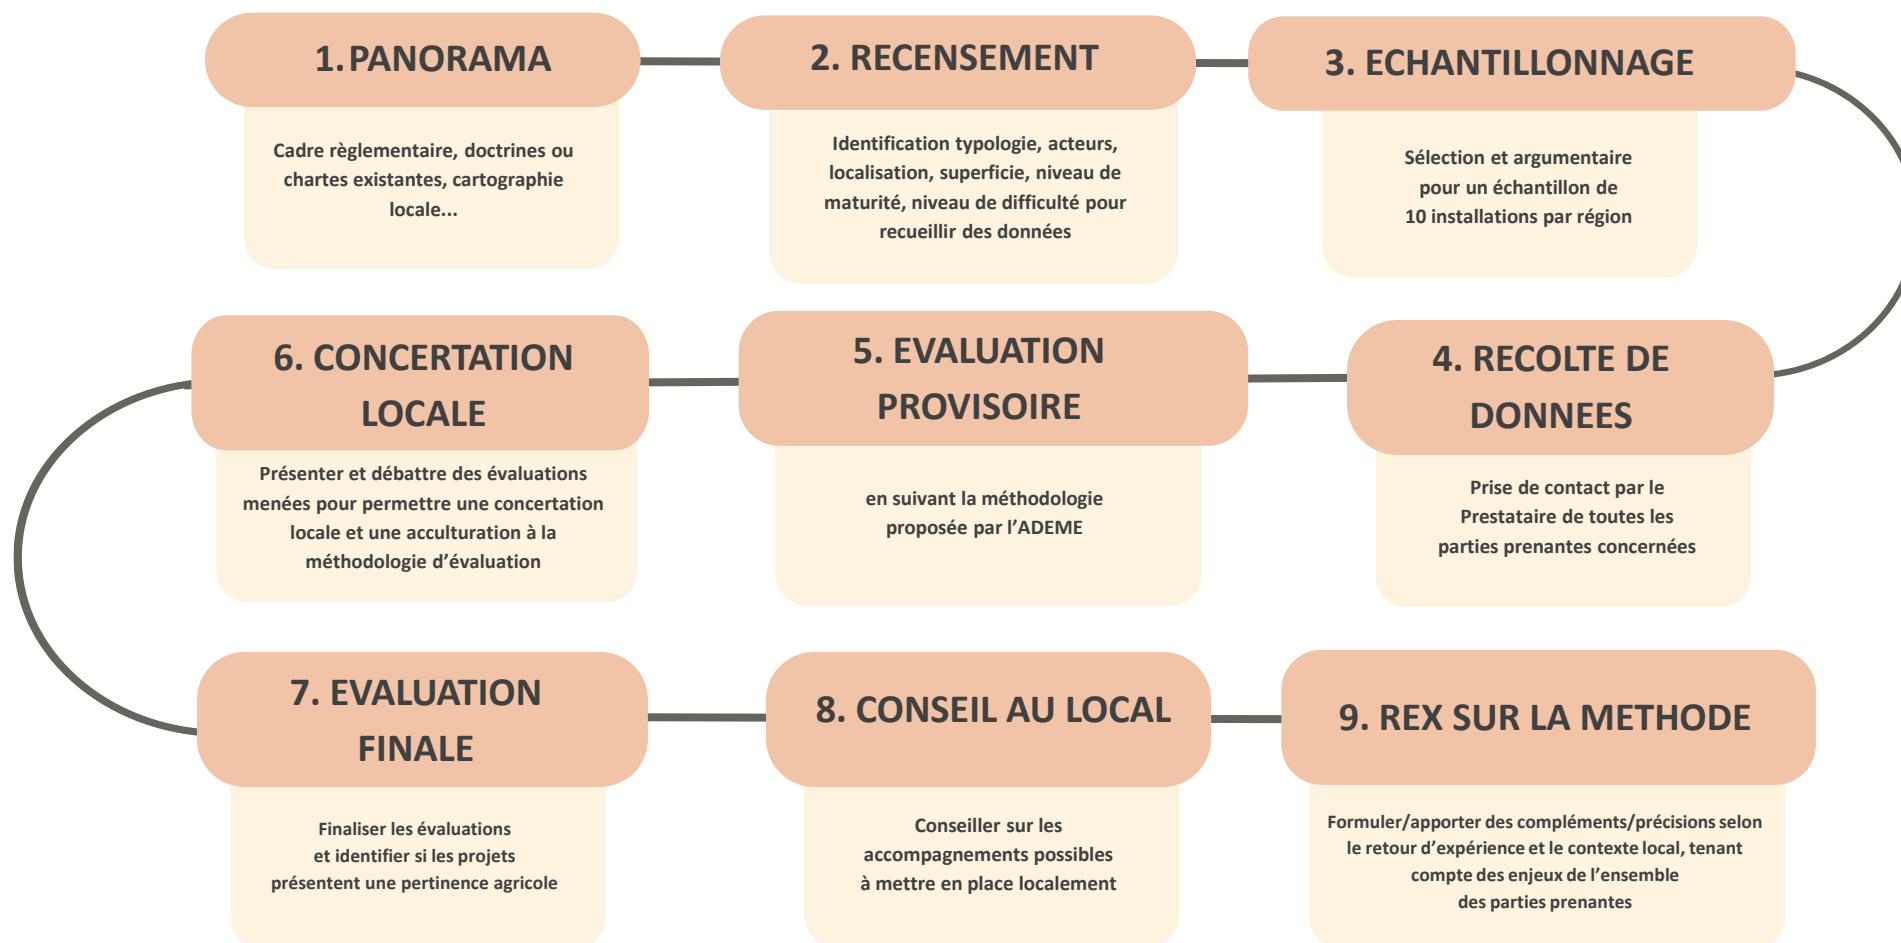 1. PANORAMA
Cadre règlementaire, doctrines ou
chartes existantes, cartographie
locale...
2. RECENSEMENT
Identification typologie, acteurs,
localisation, superficie, niveau de
maturité, niveau de difficulté pour
recueillir des données
3. ECHANTILLONNAGE
Sélection et argumentaire
pour un échantillon de
10 installations par région
4. RECOLTE DE
DONNEES
Prise de contact par le
Prestataire de toutes les
parties prenantes concernées
5. EVALUATION
PROVISOIRE
en suivant la méthodologie
proposée par l’ADEME
6. CONCERTATION
LOCALE
Présenter et débattre des évaluations
menées pour permettre une concertation
locale et une acculturation à la
méthodologie d’évaluation
7. EVALUATION
FINALE
Finaliser les évaluations
et identifier si les projets
présentent une pertinence agricole
8. CONSEIL AU LOCAL
Conseiller sur les
accompagnements possibles
à mettre en place localement
9. REX SUR LA METHODE
Formuler/apporter des compléments/précisions selon
le retour d’expérience et le contexte local, tenant
compte des enjeux de l’ensemble
des parties prenantes